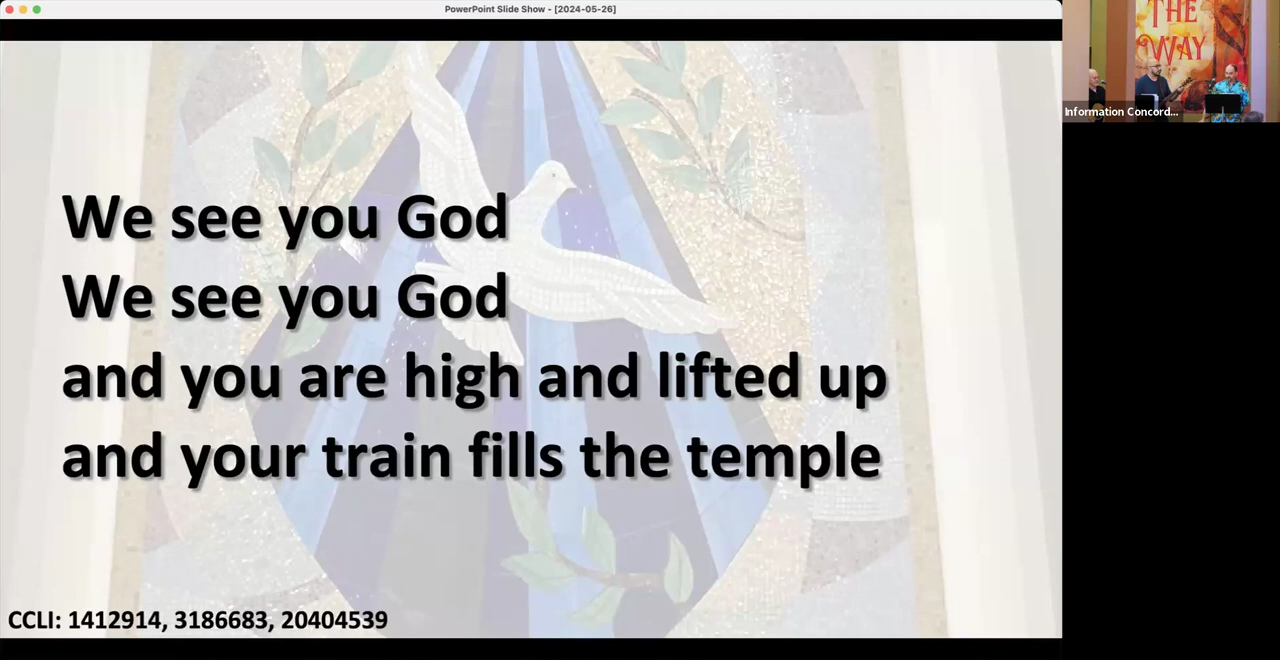 PowerPoint Slide Show - [2024-05-26]
We see you God
We see you God
and you are high and lifted up
and your train fills the temple
CCLI: 1412914, 3186683, 20404539
THE
WAY
Information Concord...